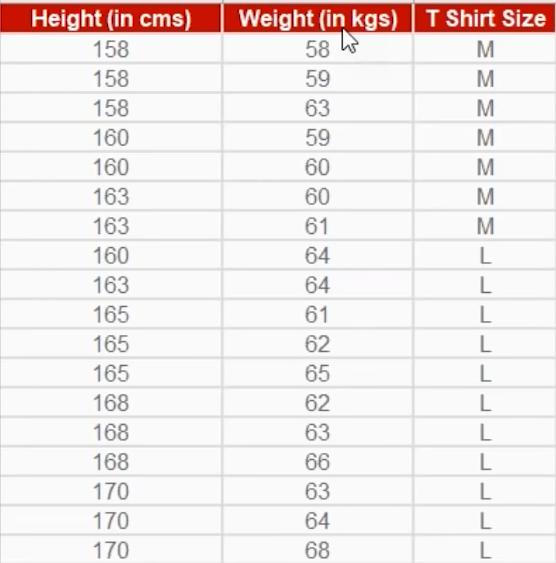 Height (in cms) Weight (in kgs) T Shirt Size
158 58 M
158 59 M
158 63 M
160 59 M
160 60 M
163 60 M
163 61 M
160 64 L
163 64 L
165 61 L
165 62 L
165 65 L
168 62 L
168 63 L
168 66 L
170 63 L
170 64 L
170 68 L